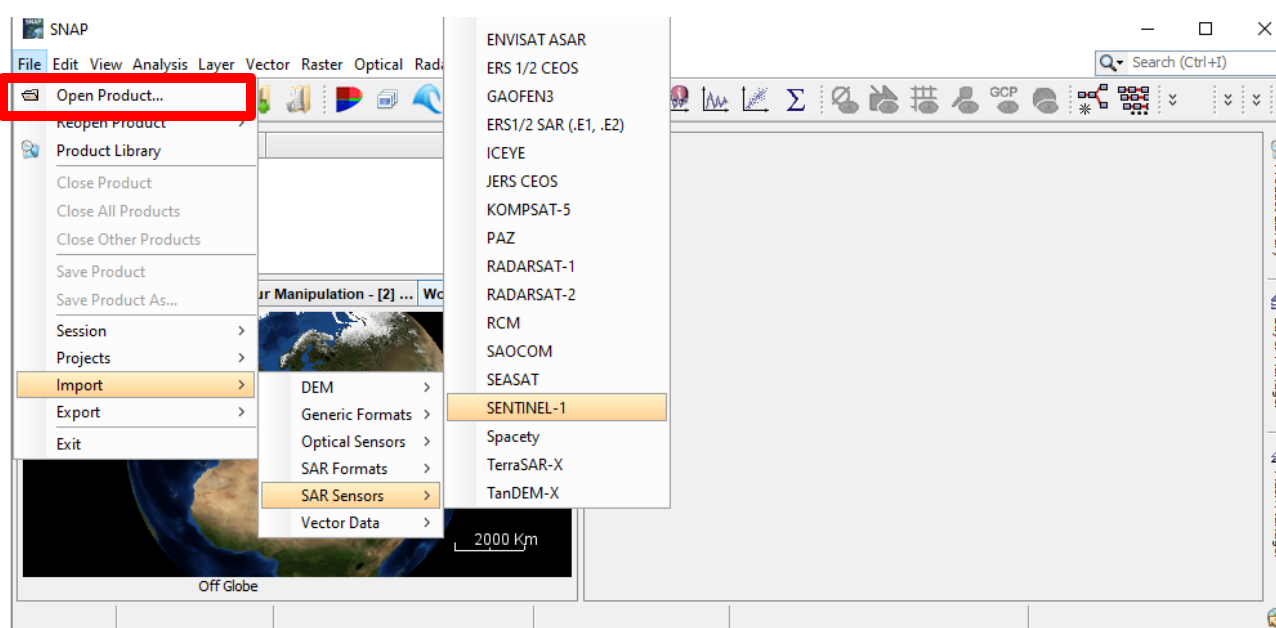 SNAP
File Edit View Analysis Layer Vector Raster Optical
Search (Ctrl+I)
Open Product...
Reopen Product
Product Library
Close Product
Close All Products
Close Other Products
Save Product
Save Product As...
Session
Projects
Import
Export
Exit
Manipulation - [2] ...
DEM
Generic Formats
Optical Sensors
SAR Formats
SAR Sensors
Vector Data
ENVISAT ASAR
ERS 1/2 CEOS
GAOFEN3
ERS1/2 SAR (.E1, .E2)
ICEYE
JERS CEOS
KOMPSAT-5
PAZ
RADARSAT-1
RADARSAT-2
RCM
SAOCOM
SEASAT
SENTINEL-1
Spacety
TerraSAR-X
TanDEM-X
GCP
2000 Km
Off Globe